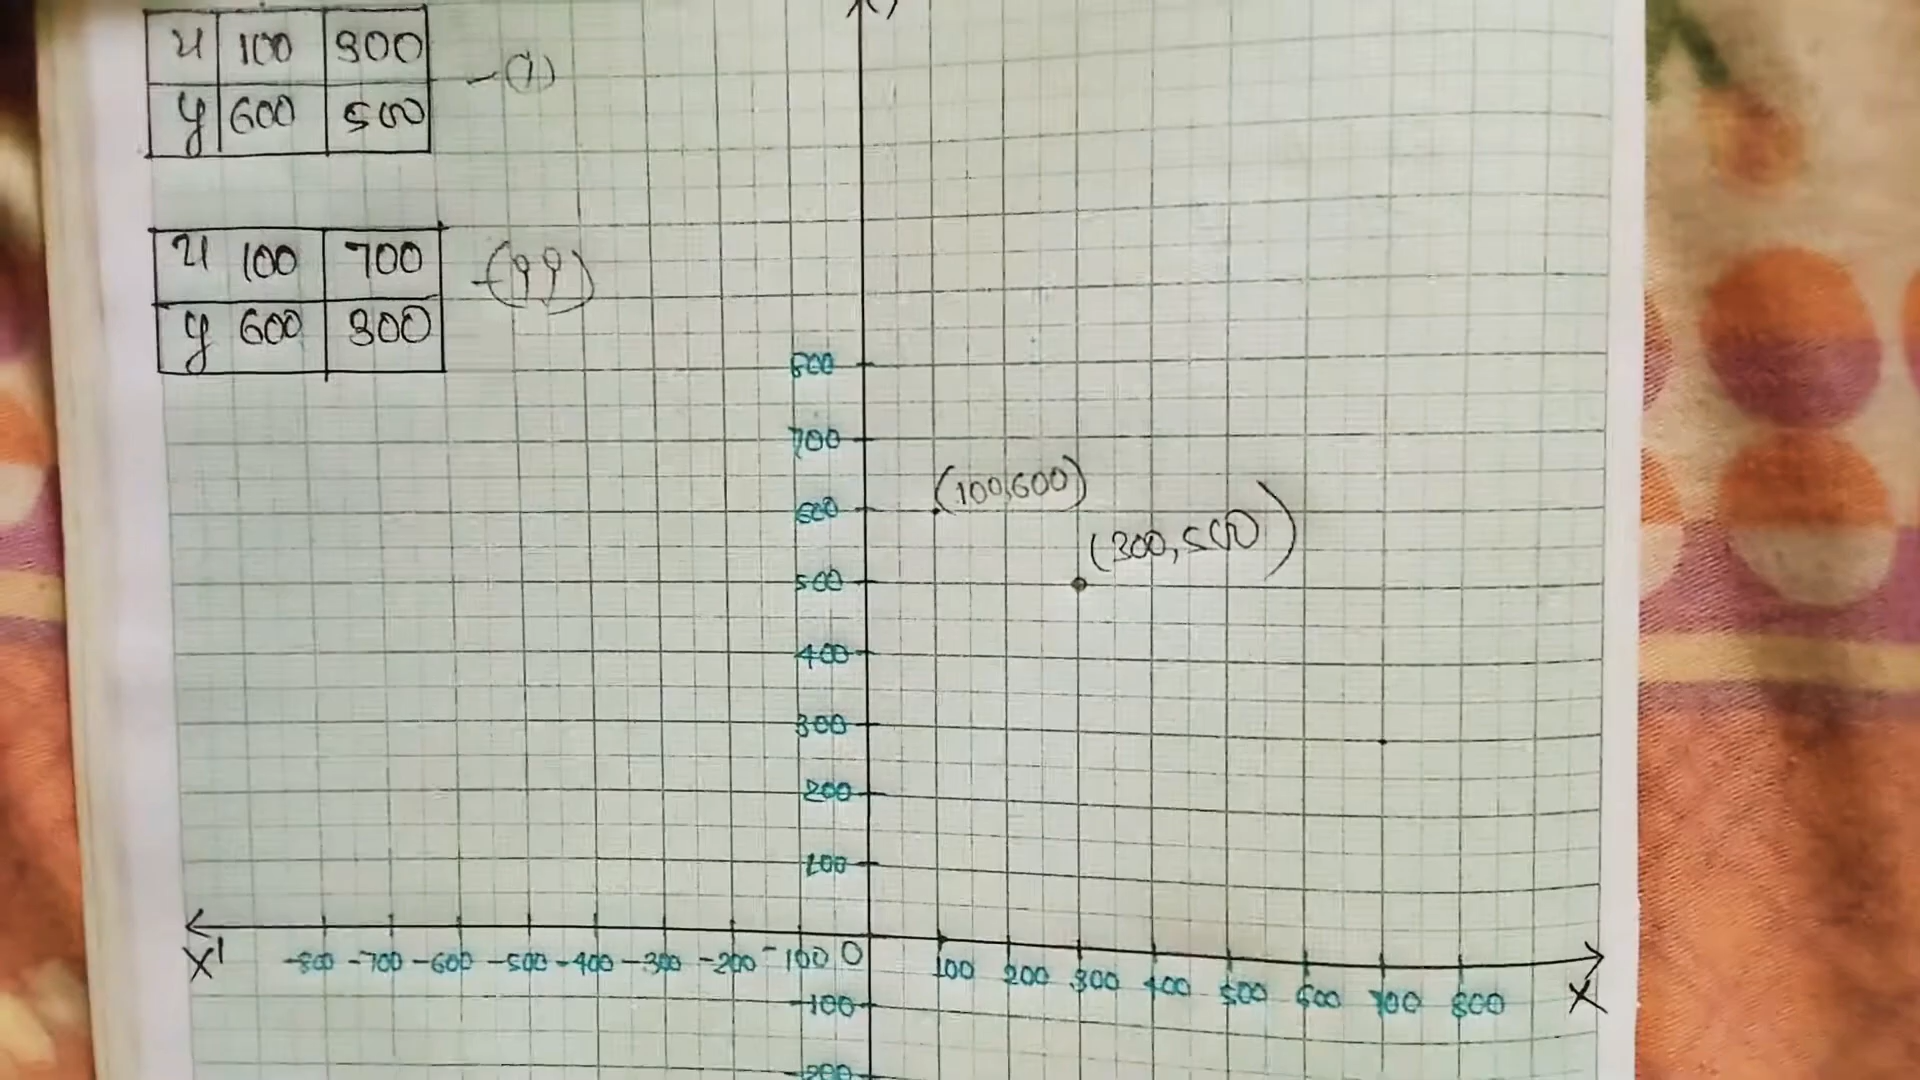 x 100 300 -(i)
y 600 500
x 100 700 -(ii)
y 600 300
800
700
(100,600)
600
(300,500)
500
400
300
200
100
X' -800 -700 -600 -500 -400 -300 -200 -100 O 100 200 300 400 500 600 700 800 X
-100
-200